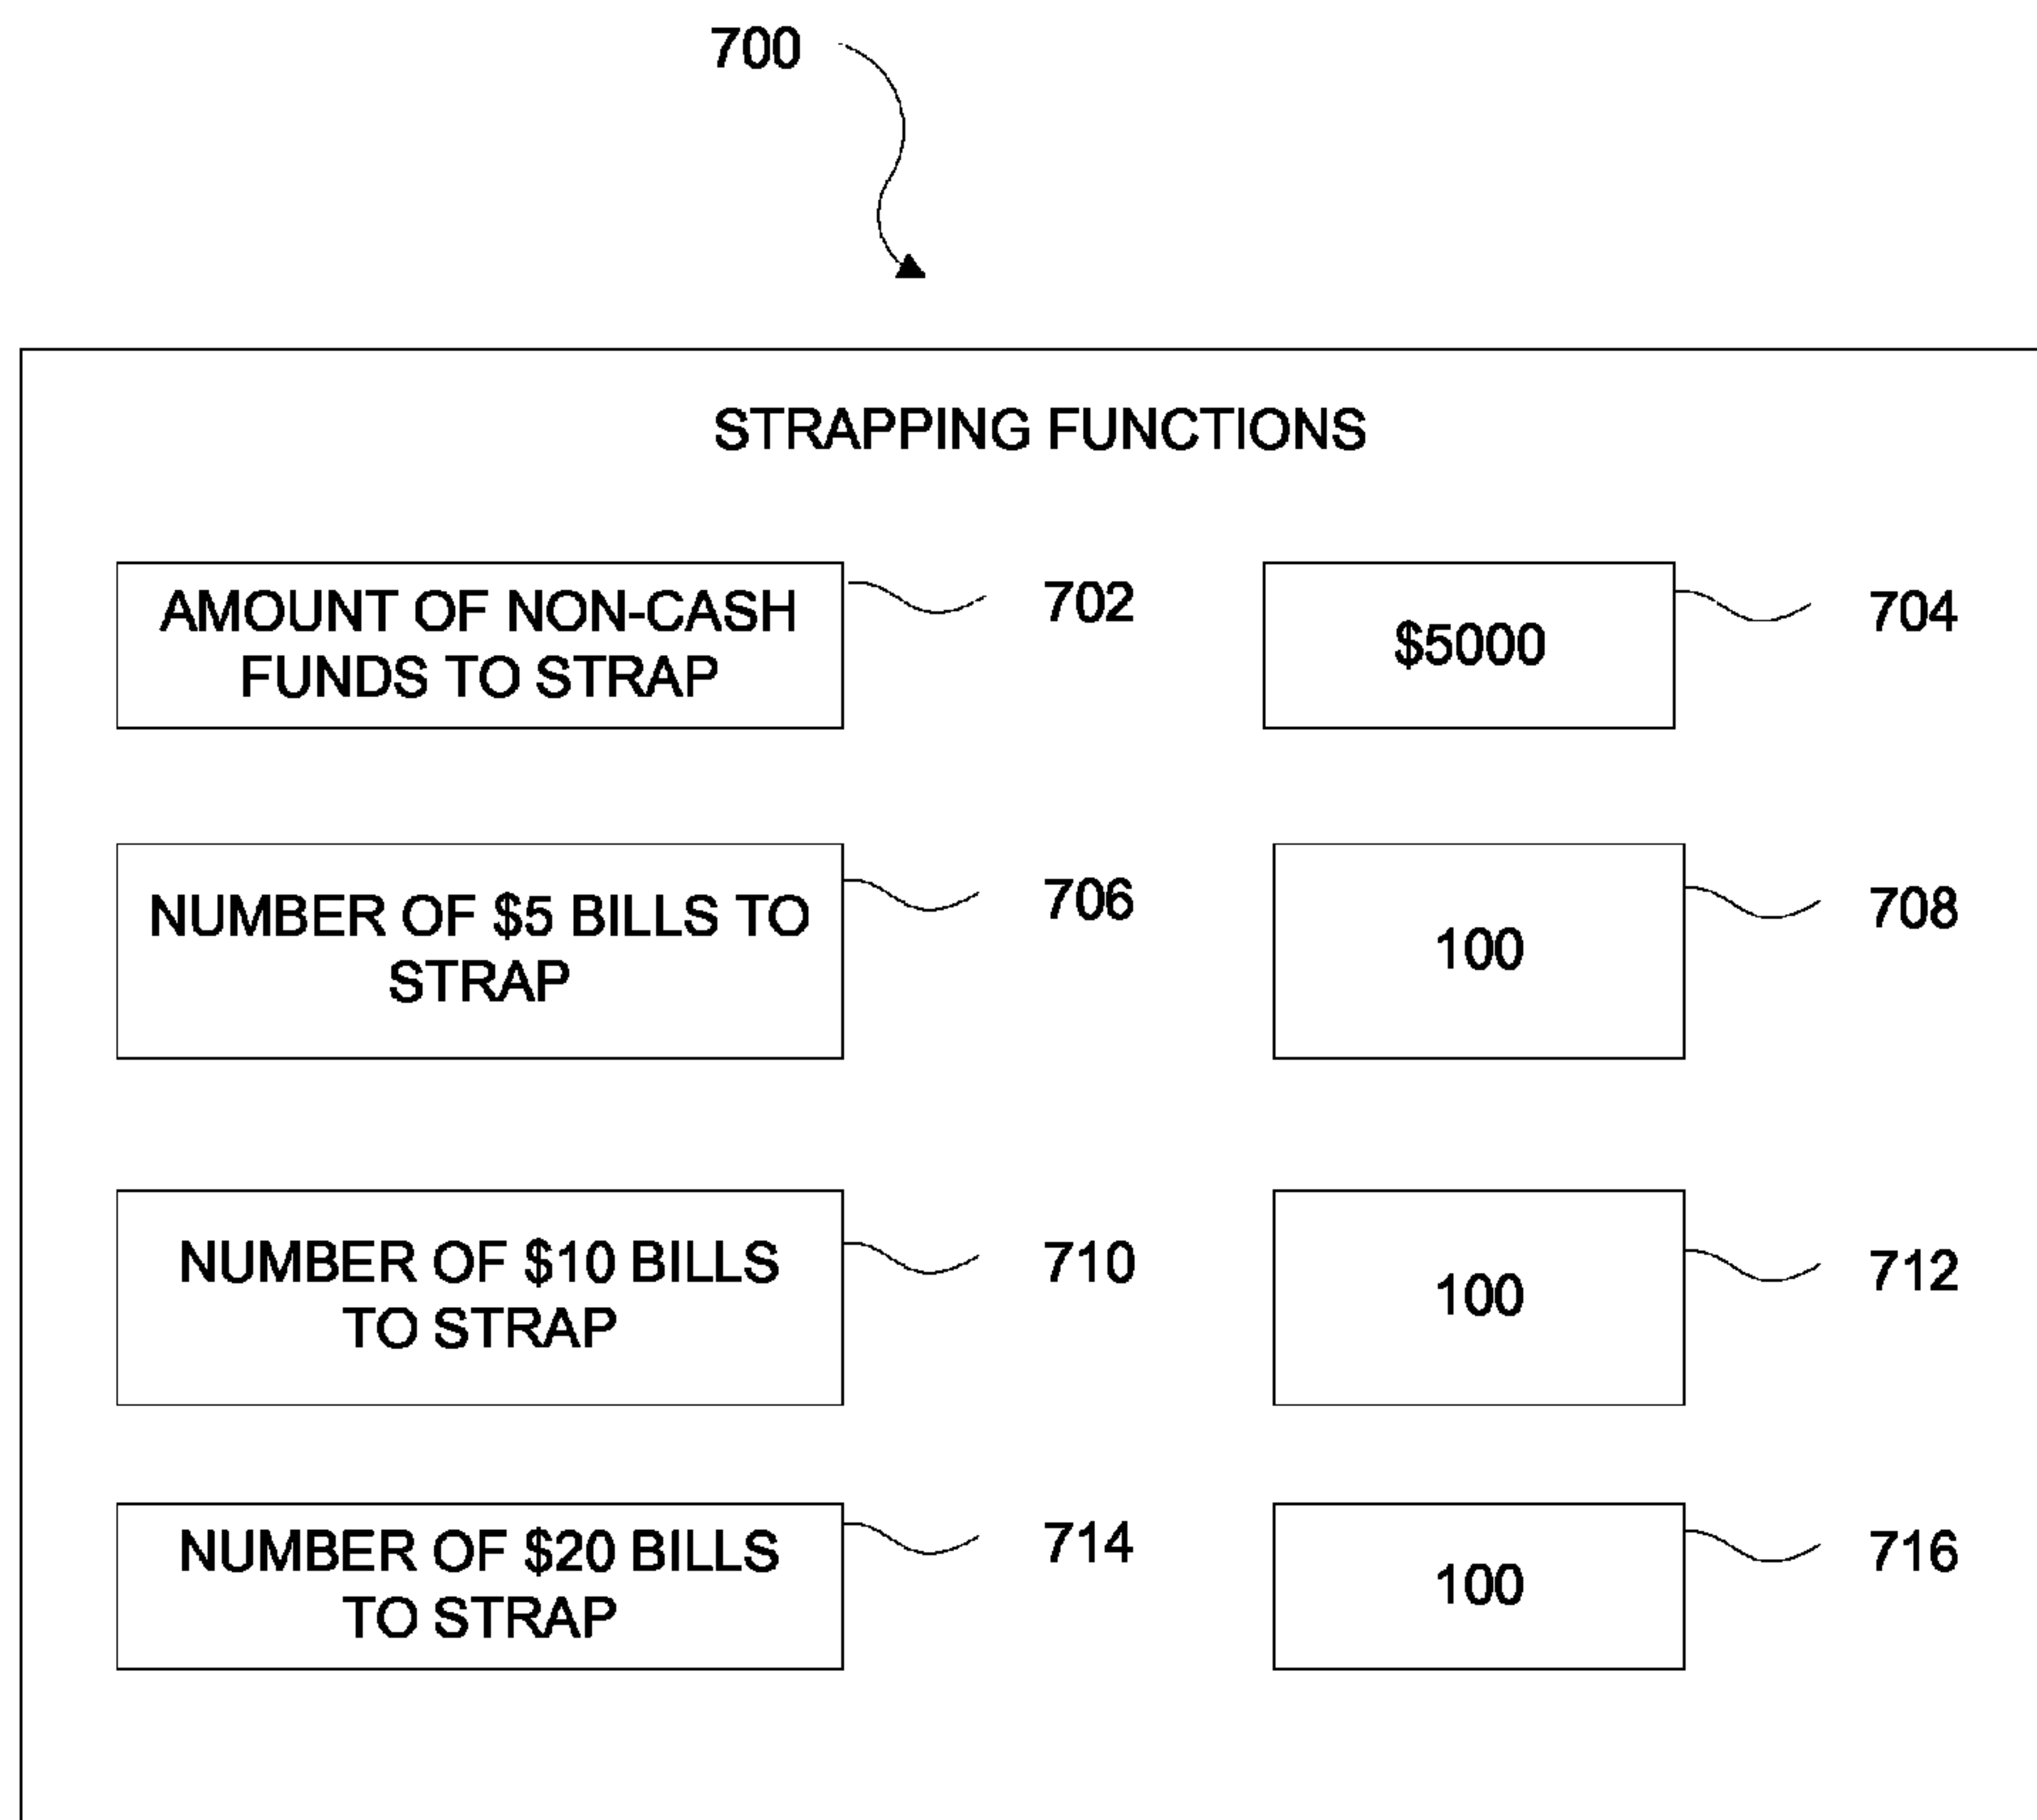 700
STRAPPING FUNCTIONS
AMOUNT OF NON-CASH
FUNDS TO STRAP
702
$5000
704
NUMBER OF $5 BILLS TO
STRAP
706
100
708
NUMBER OF $10 BILLS
TO STRAP
710
100
712
NUMBER OF $20 BILLS
TO STRAP
714
100
716